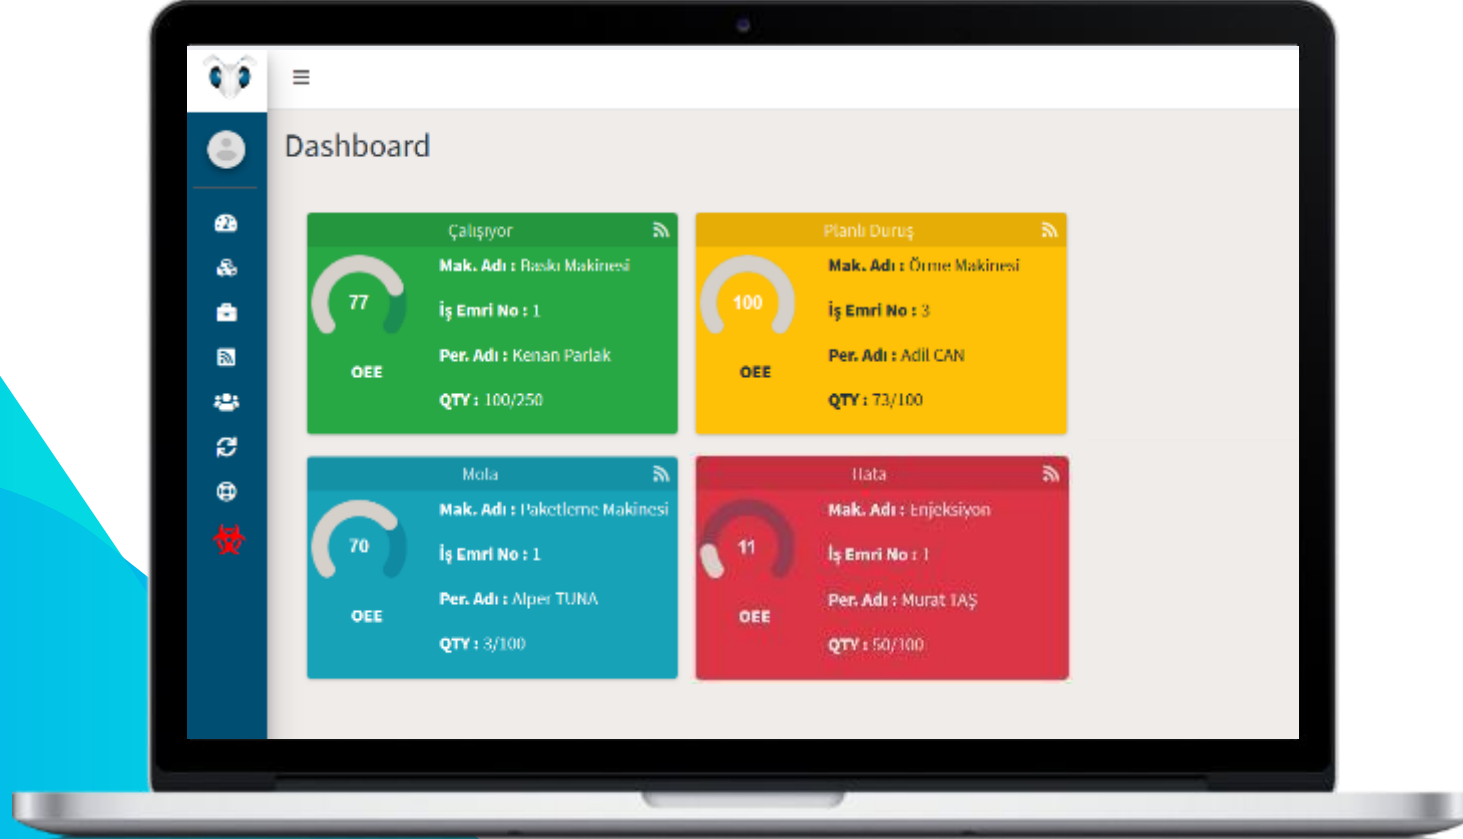 Dashboard
Çalışıyor
77
OEE
Mak. Adı : Baskı Makinesi
İş Emri No : 1
Per. Adı : Kenan Parlak
QTY : 100/250
Planlı Duruş
100
OEE
Mak. Adı : Örme Makinesi
İş Emri No : 3
Per. Adı : Adil CAN
QTY : 73/100
Mola
70
OEE
Mak. Adı : Paketleme Makinesi
İş Emri No : 1
Per. Adı : Alper TUNA
QTY : 3/100
Hata
11
OEE
Mak. Adı : Enjeksiyon
İş Emri No : 1
Per. Adı : Murat TAŞ
QTY : 50/100